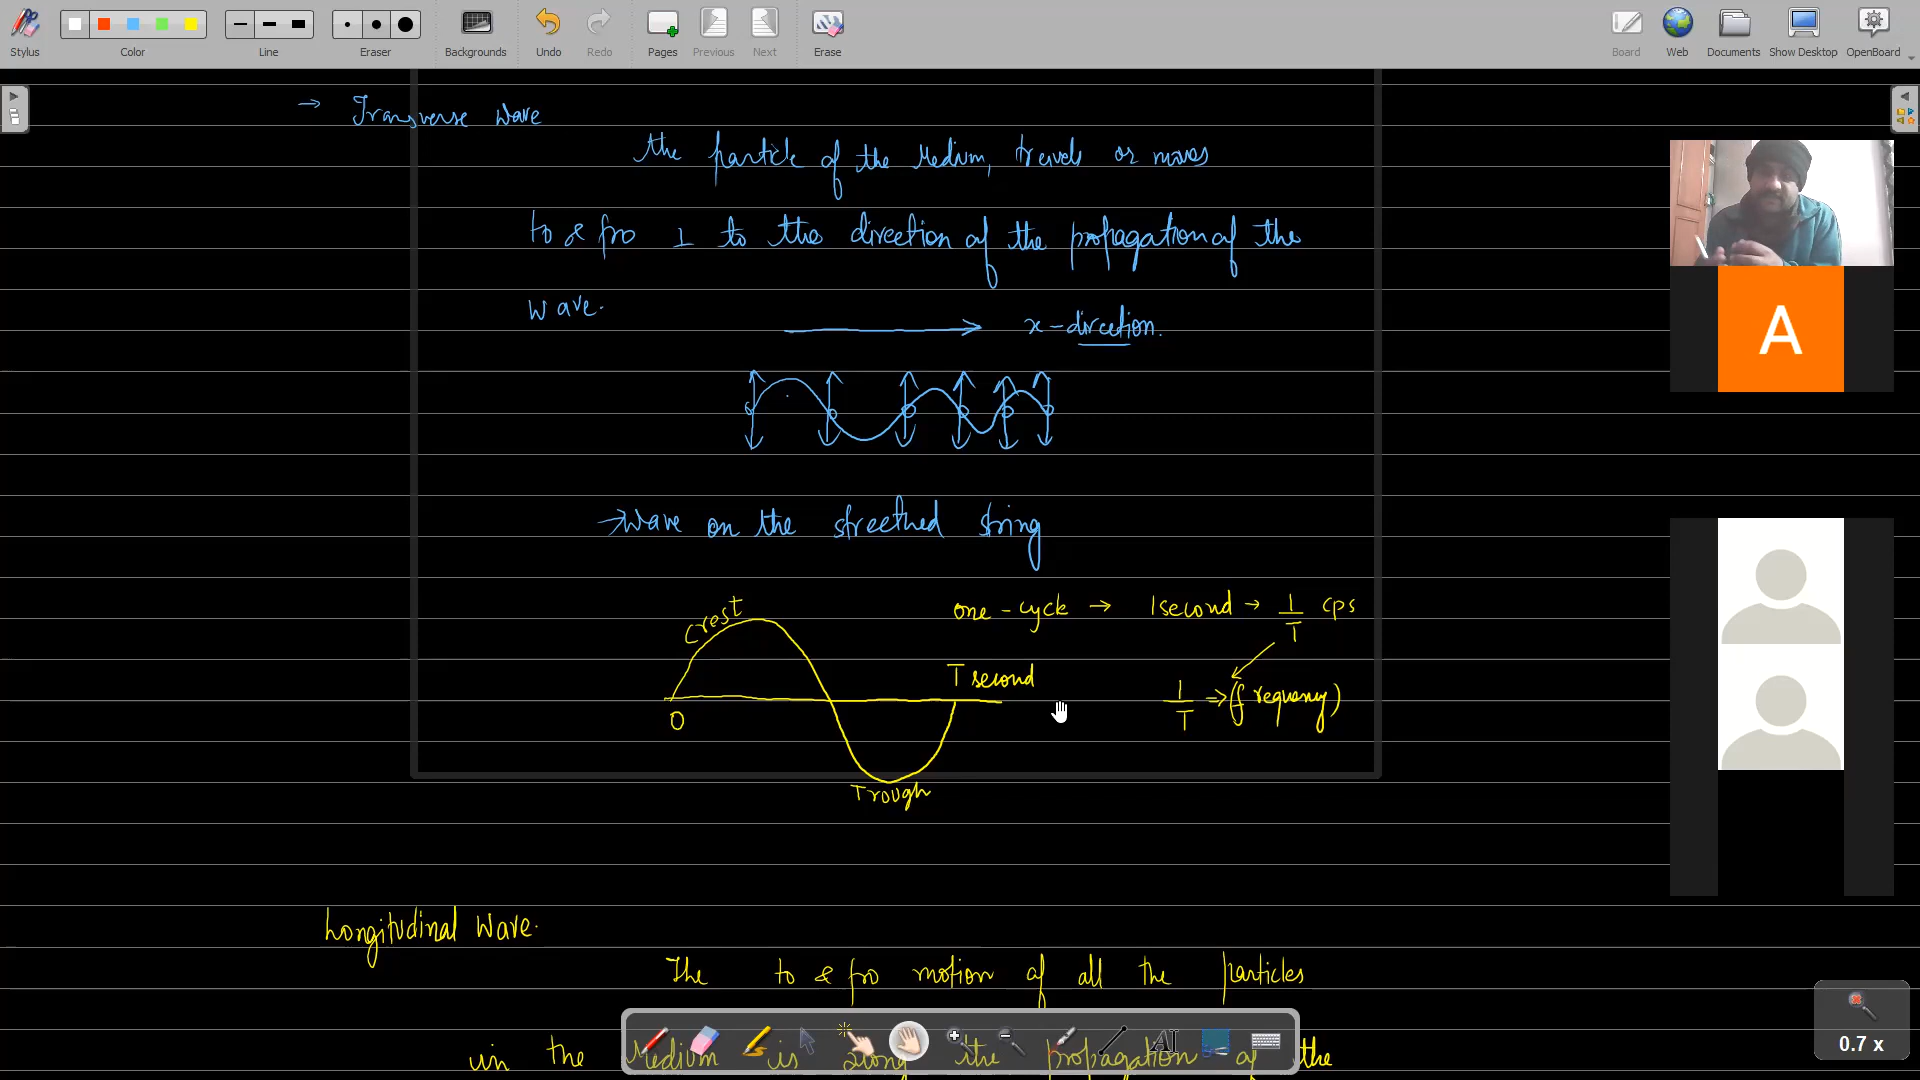 Stylus
Color
Line
Eraser
Backgrounds
Undo
Redo
Pages
Previous
Next
Erase
Board
Web
Documents
Show Desktop
OpenBoard
→ Transverse Wave
the particle of the Medium, travels or moves
to & fro ⊥ to the direction of the propagation of the
Wave.
x-direction.
→ Wave on the stretched string
Crest
one-cycle → 1 second → 1/T cps
T second
1/T ⇒ (frequency)
0
Trough
Longitudinal Wave.
The to & fro motion of all the particles
in the Medium is along the propagation of the
A
0.7 x